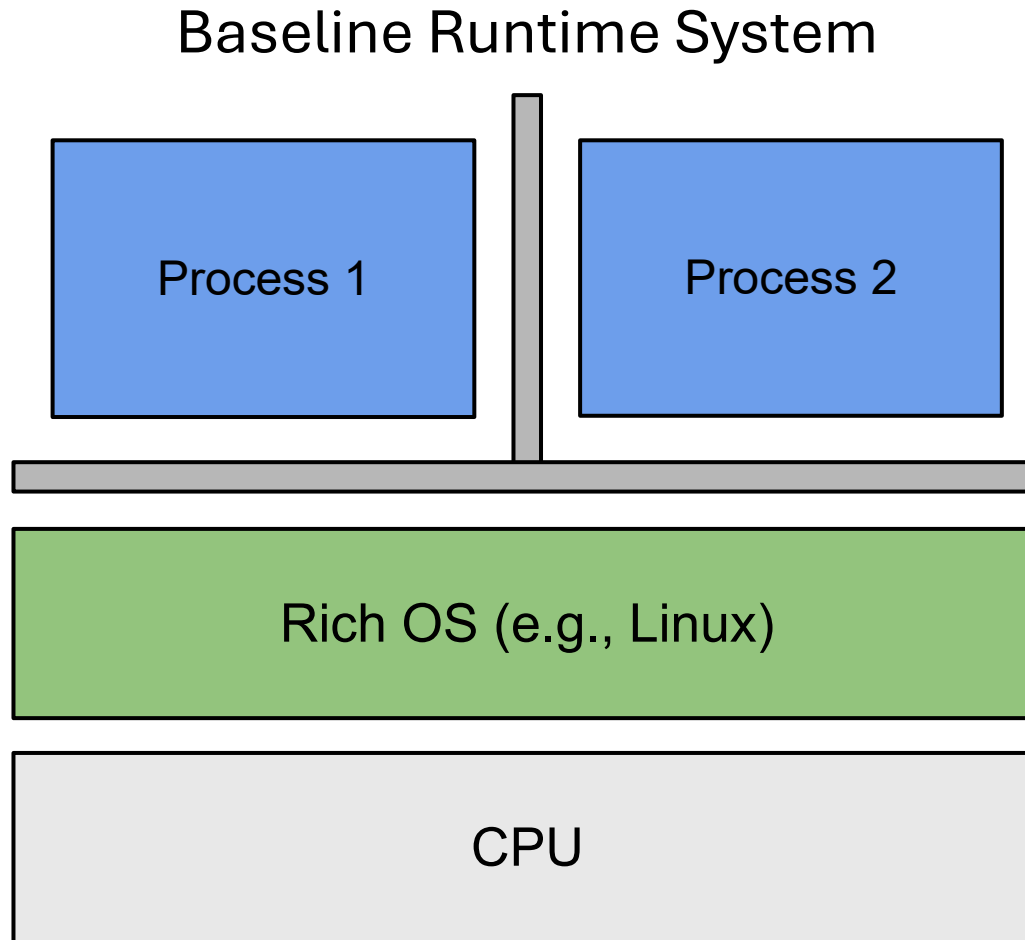 Baseline Runtime System
Process 1
Process 2
Rich OS (e.g., Linux)
CPU